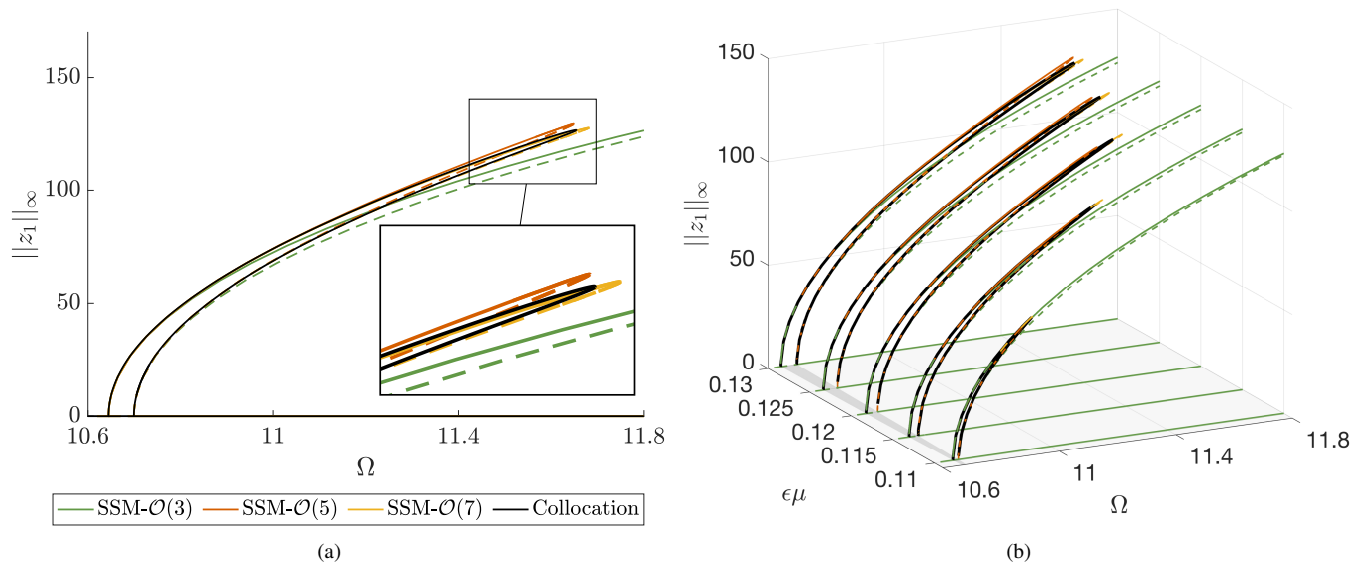 150
100
50
0
||z₁||∞
10.6 11 11.4 11.8
Ω
SSM-𝒪(3) SSM-𝒪(5) SSM-𝒪(7) Collocation
(a)
150
100
50
0
||z₁||∞
0.13
0.125
0.12
0.115
0.11
ϵμ
10.6
11
11.4
11.8
Ω
(b)